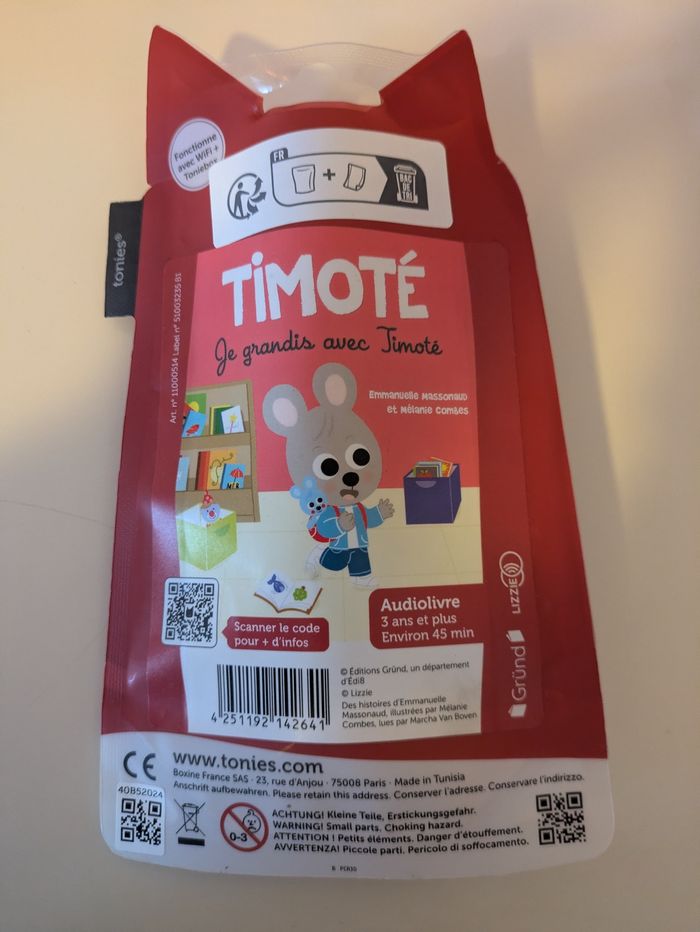 Fonctionne
avec WiFi +
Toniebox
FR
+
BAC
DE
TRI
tonies®
Art. n° 11000514 Label n° 51003235 B1
TIMOTÉ
Je grandis avec Timoté
Emmanuelle Massonaud
et Mélanie Combes
Scanner le code
pour + d'infos
Audiolivre
3 ans et plus
Environ 45 min
LIZZIE
Gründ
4 251192 142641
© Éditions Gründ, un département
d'Édi8
© Lizzie
Des histoires d'Emmanuelle
Massonaud, illustrées par Mélanie
Combes, lues par Marcha Van Boven
CE
www.tonies.com
Boxine France SAS · 23, rue d'Anjou · 75008 Paris · Made in Tunisia
Anschrift aufbewahren. Please retain this address. Conserver l'adresse. Conservare l'indirizzo.
40B52024
0-3
ACHTUNG! Kleine Teile, Erstickungsgefahr.
WARNING! Small parts. Choking hazard.
ATTENTION ! Petits éléments. Danger d'étouffement.
AVVERTENZA! Piccole parti. Pericolo di soffocamento.